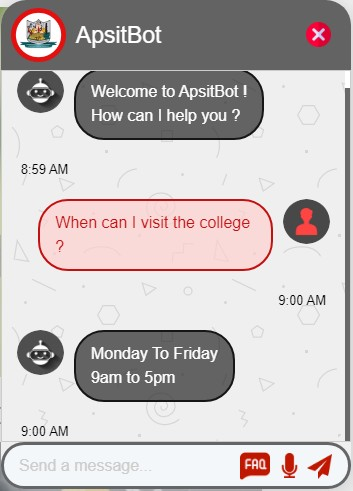 ApsitBot
Welcome to ApsitBot !
How can I help you ?
8:59 AM
When can I visit the college
?
9:00 AM
Monday To Friday
9am to 5pm
9:00 AM
Send a message...
FAQ